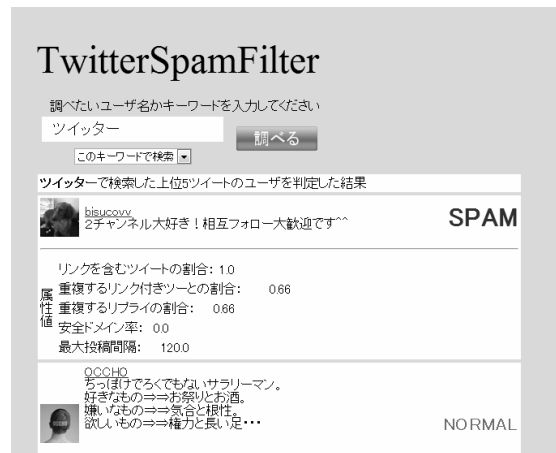 TwitterSpamFilter
調べたいユーザ名かキーワードを入力してください
ツイッター
調べる
このキーワードで検索
ツイッターで検索した上位5ツイートのユーザを判定した結果
bisucovv
2チャンネル大好き！相互フォロー大歓迎です^^
SPAM
属性値
リンクを含むツイートの割合: 1.0
重複するリンク付きツーとの割合: 0.66
重複するリプライの割合: 0.66
安全ドメイン率: 0.0
最大投稿間隔: 120.0
OCCHO
ちっぽけでろくでもないサラリーマン。
好きなもの⇒⇒お祭りとお酒。
嫌いなもの⇒⇒気合と根性。
欲しいもの⇒⇒権力と長い足・・・
NORMAL